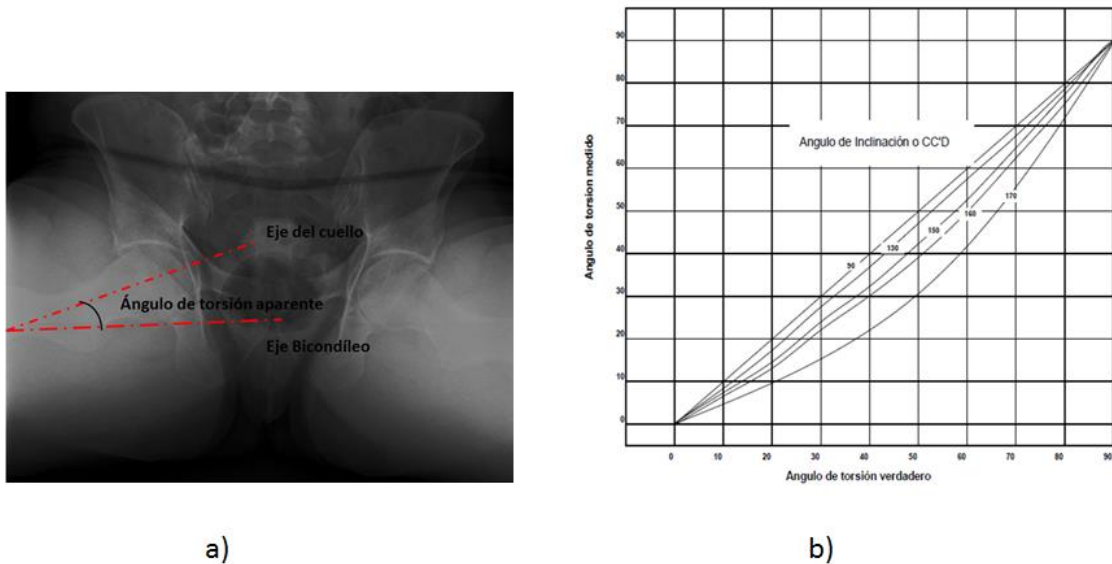 Eje del cuello
Ángulo de torsión aparente
Eje Bicondíleo
a)
Angulo de torsion medido
90
80
70
60
50
40
30
20
10
0
Angulo de Inclinación o CC'D
90
130
150
160
170
0 10 20 30 40 50 60 70 80 90
Angulo de torsión verdadero
b)